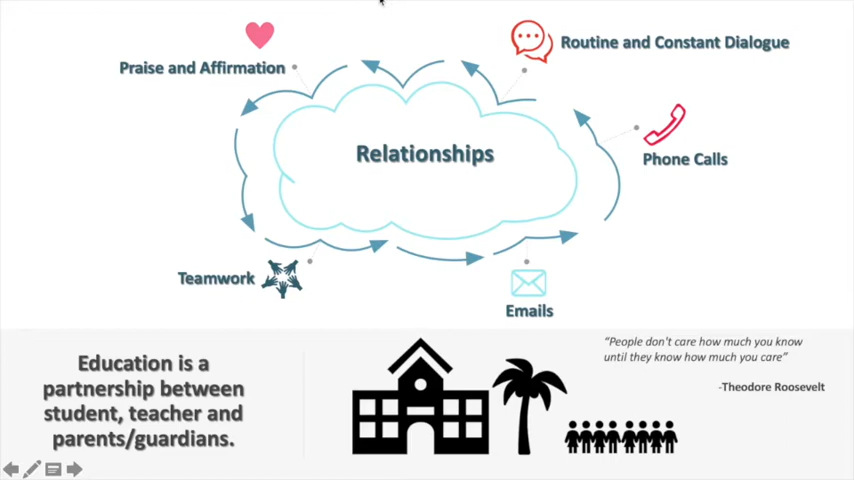 Praise and Affirmation
Routine and Constant Dialogue
Relationships
Phone Calls
Teamwork
Emails
Education is a
partnership between
student, teacher and
parents/guardians.
“People don't care how much you know
until they know how much you care”
-Theodore Roosevelt